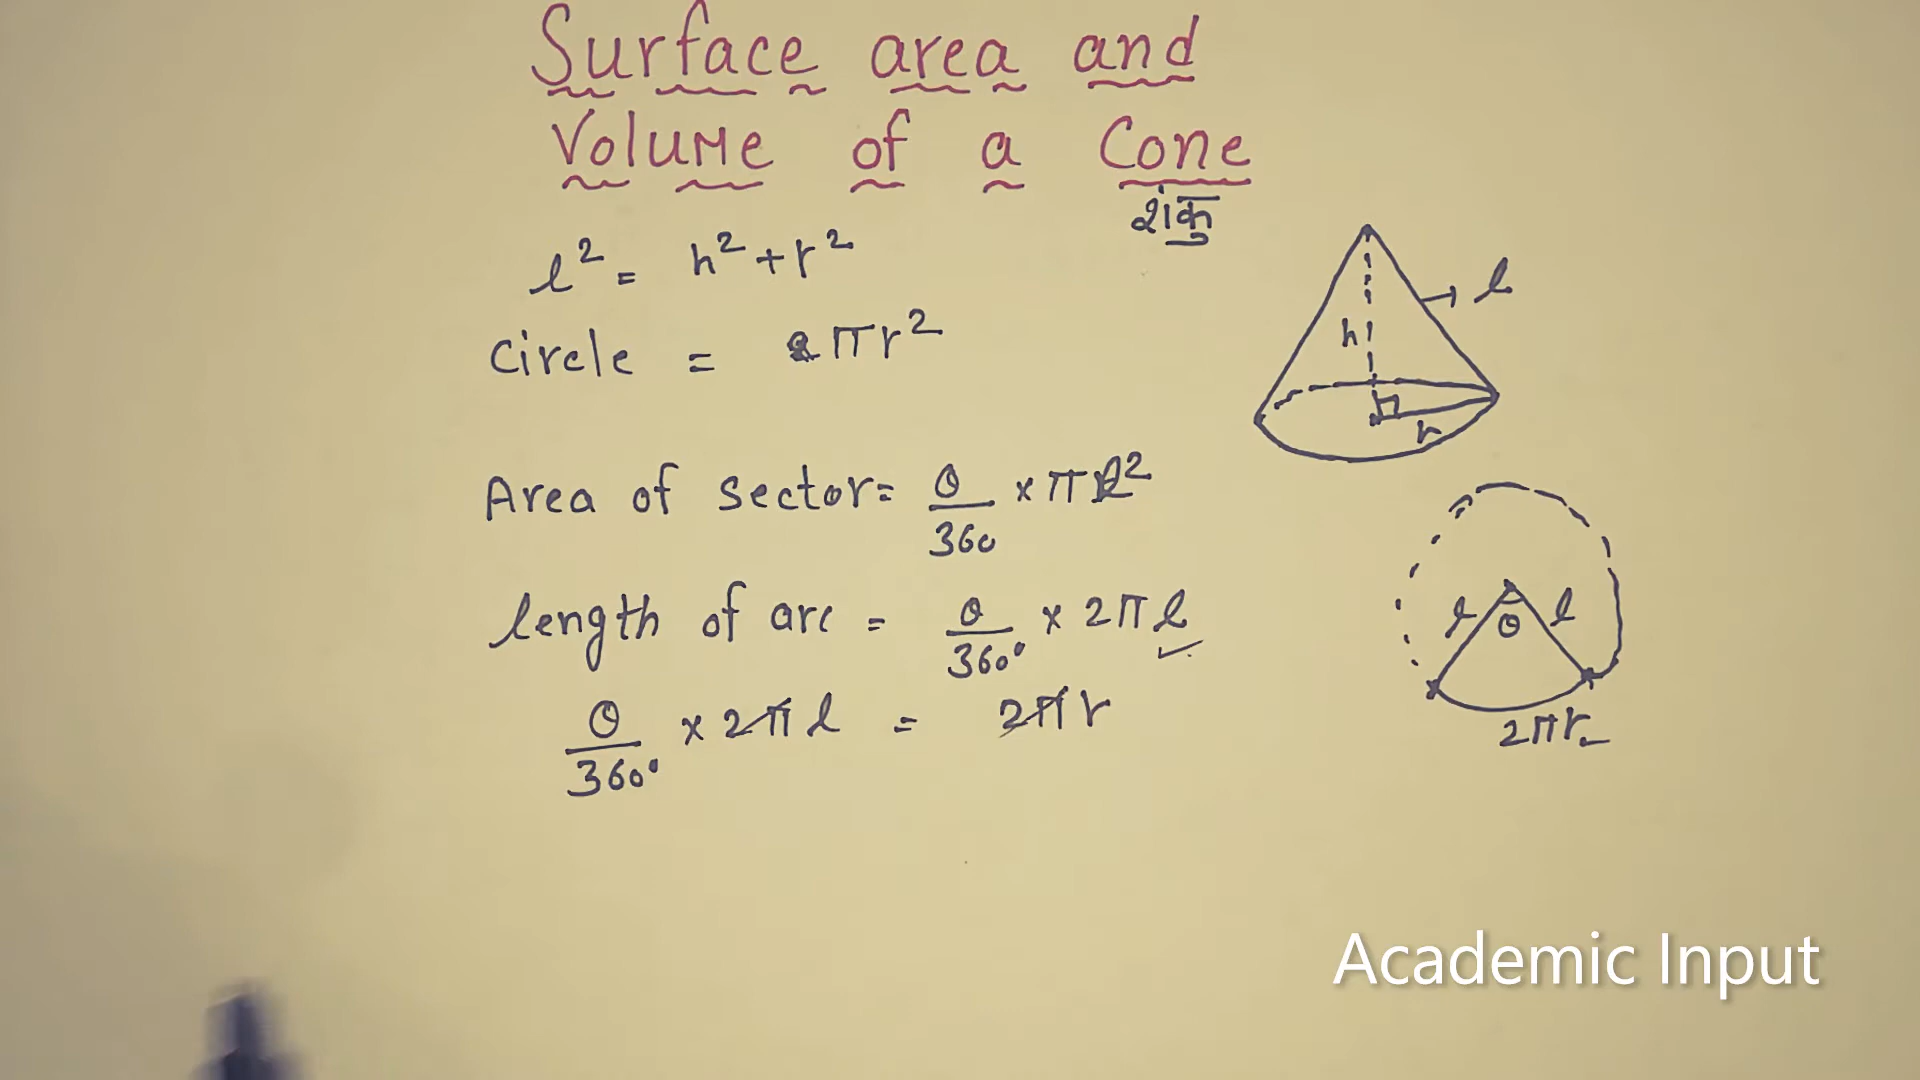 Surface area and
Volume of a Cone
शंकु
l² = h² + r²
Circle = πr²
Area of sector = θ/360 × πl²
length of arc = θ/360° × 2πl
θ/360° × 2πl = 2πr
l
h
r
l θ l
2πr
Academic Input